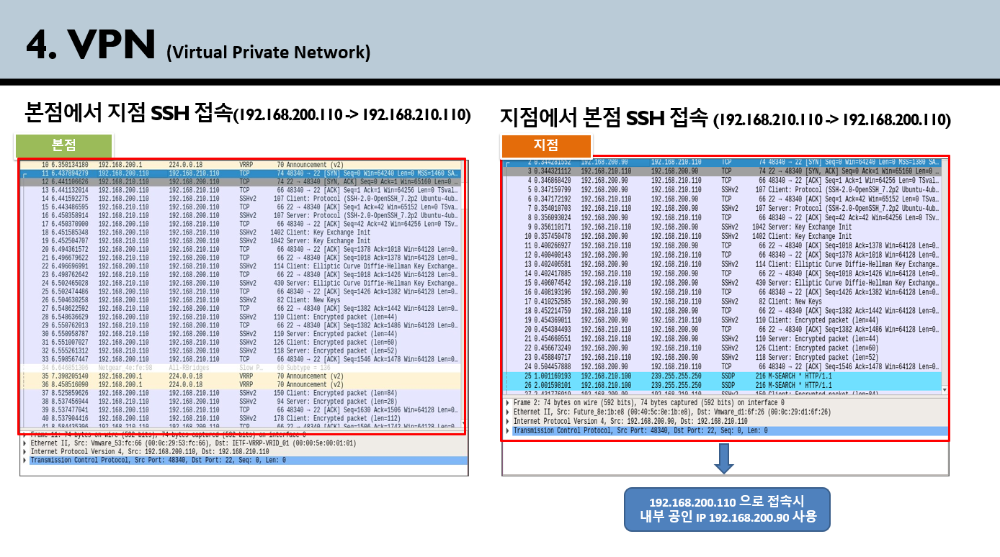 4. VPN (Virtual Private Network)
본점에서 지점 SSH 접속(192.168.200.110 -> 192.168.210.110)
본점
10 6.350134180 192.168.200.1 224.0.0.18 VRRP 70 Announcement (v2)
11 6.437894279 192.168.200.110 192.168.210.110 TCP 74 48340 → 22 [SYN] Seq=0 Win=64240 Len=0 MSS=1460 SA…
12 6.441106626 192.168.210.110 192.168.200.110 TCP 74 22 → 48340 [SYN, ACK] Seq=0 Ack=1 Win=65160 Len=0 …
13 6.441132014 192.168.200.110 192.168.210.110 TCP 66 48340 → 22 [ACK] Seq=1 Ack=1 Win=64256 Len=0 TSval…
14 6.441592275 192.168.200.110 192.168.210.110 SSHv2 107 Client: Protocol (SSH-2.0-OpenSSH_7.2p2 Ubuntu-4ub…
15 6.443486595 192.168.210.110 192.168.200.110 TCP 66 22 → 48340 [ACK] Seq=1 Ack=42 Win=65152 Len=0 TSva…
16 6.450358914 192.168.210.110 192.168.200.110 SSHv2 107 Server: Protocol (SSH-2.0-OpenSSH_7.2p2 Ubuntu-4ub…
17 6.450370900 192.168.200.110 192.168.210.110 TCP 66 48340 → 22 [ACK] Seq=42 Ack=42 Win=64256 Len=0 TSv…
18 6.451585348 192.168.200.110 192.168.210.110 SSHv2 1402 Client: Key Exchange Init
19 6.452504707 192.168.210.110 192.168.200.110 SSHv2 1042 Server: Key Exchange Init
20 6.494361572 192.168.200.110 192.168.210.110 TCP 66 48340 → 22 [ACK] Seq=1378 Ack=1018 Win=64128 Len=0…
21 6.496679622 192.168.210.110 192.168.200.110 TCP 66 22 → 48340 [ACK] Seq=1018 Ack=1378 Win=64128 Len=0…
22 6.496696991 192.168.200.110 192.168.210.110 SSHv2 114 Client: Elliptic Curve Diffie-Hellman Key Exchange…
23 6.498762642 192.168.210.110 192.168.200.110 TCP 66 22 → 48340 [ACK] Seq=1018 Ack=1426 Win=64128 Len=0…
24 6.502465028 192.168.210.110 192.168.200.110 SSHv2 430 Server: Elliptic Curve Diffie-Hellman Key Exchange…
25 6.502474486 192.168.200.110 192.168.210.110 TCP 66 48340 → 22 [ACK] Seq=1426 Ack=1382 Win=64128 Len=0…
26 6.504630258 192.168.200.110 192.168.210.110 SSHv2 82 Client: New Keys
27 6.548622592 192.168.210.110 192.168.200.110 TCP 66 22 → 48340 [ACK] Seq=1382 Ack=1442 Win=64128 Len=0…
28 6.548636629 192.168.200.110 192.168.210.110 SSHv2 110 Client: Encrypted packet (len=44)
29 6.550762013 192.168.210.110 192.168.200.110 TCP 66 22 → 48340 [ACK] Seq=1382 Ack=1486 Win=64128 Len=0…
30 6.550958787 192.168.210.110 192.168.200.110 SSHv2 110 Server: Encrypted packet (len=44)
31 6.551007027 192.168.200.110 192.168.210.110 SSHv2 126 Client: Encrypted packet (len=60)
32 6.555261312 192.168.210.110 192.168.200.110 SSHv2 118 Server: Encrypted packet (len=52)
33 6.598567447 192.168.200.110 192.168.210.110 TCP 66 48340 → 22 [ACK] Seq=1546 Ack=1478 Win=64128 Len=0…
34 6.646851306 Netgear_4e:fe:98 All-RBridges Slow P… 60 Subtype = 136
35 7.398205140 192.168.200.1 224.0.0.18 VRRP 70 Announcement (v2)
36 8.458516090 192.168.200.1 224.0.0.18 VRRP 70 Announcement (v2)
37 8.525859626 192.168.200.110 192.168.210.110 SSHv2 150 Client: Encrypted packet (len=84)
38 8.537456944 192.168.210.110 192.168.200.110 SSHv2 94 Server: Encrypted packet (len=28)
39 8.537477041 192.168.200.110 192.168.210.110 TCP 66 48340 → 22 [ACK] Seq=1630 Ack=1506 Win=64128 Len=0…
40 8.537904416 192.168.200.110 192.168.210.110 SSHv2 178 Client: Encrypted packet (len=112)
Frame 11: 74 bytes on wire (592 bits), 74 bytes captured (592 bits) on interface 0
Ethernet II, Src: Vmware_53:fc:66 (00:0c:29:53:fc:66), Dst: IETF-VRRP-VRID_01 (00:00:5e:00:01:01)
Internet Protocol Version 4, Src: 192.168.200.110, Dst: 192.168.210.110
Transmission Control Protocol, Src Port: 48340, Dst Port: 22, Seq: 0, Len: 0
지점에서 본점 SSH 접속 (192.168.210.110 -> 192.168.200.110)
지점
2 0.344281552 192.168.200.90 192.168.210.110 TCP 74 48340 → 22 [SYN] Seq=0 Win=64240 Len=0 MSS=1380 SA…
3 0.344321112 192.168.210.110 192.168.200.90 TCP 74 22 → 48340 [SYN, ACK] Seq=0 Ack=1 Win=65160 Len=0 …
4 0.346868420 192.168.200.90 192.168.210.110 TCP 66 48340 → 22 [ACK] Seq=1 Ack=1 Win=64256 Len=0 TSval…
5 0.347159799 192.168.200.90 192.168.210.110 SSHv2 107 Client: Protocol (SSH-2.0-OpenSSH_7.2p2 Ubuntu-4ub…
6 0.347172192 192.168.210.110 192.168.200.90 TCP 66 22 → 48340 [ACK] Seq=1 Ack=42 Win=65152 Len=0 TSva…
7 0.354010703 192.168.210.110 192.168.200.90 SSHv2 107 Server: Protocol (SSH-2.0-OpenSSH_7.2p2 Ubuntu-4ub…
8 0.356093024 192.168.200.90 192.168.210.110 TCP 66 48340 → 22 [ACK] Seq=42 Ack=42 Win=64256 Len=0 TSv…
9 0.356110171 192.168.210.110 192.168.200.90 SSHv2 1042 Server: Key Exchange Init
10 0.357450478 192.168.200.90 192.168.210.110 SSHv2 1402 Client: Key Exchange Init
11 0.400266927 192.168.210.110 192.168.200.90 TCP 66 22 → 48340 [ACK] Seq=1018 Ack=1378 Win=64128 Len=0…
12 0.400400143 192.168.200.90 192.168.210.110 TCP 66 48340 → 22 [ACK] Seq=1378 Ack=1018 Win=64128 Len=0…
13 0.402406581 192.168.200.90 192.168.210.110 SSHv2 114 Client: Elliptic Curve Diffie-Hellman Key Exchange…
14 0.402417885 192.168.210.110 192.168.200.90 TCP 66 22 → 48340 [ACK] Seq=1018 Ack=1426 Win=64128 Len=0…
15 0.406074542 192.168.210.110 192.168.200.90 SSHv2 430 Server: Elliptic Curve Diffie-Hellman Key Exchange…
16 0.408193196 192.168.200.90 192.168.210.110 TCP 66 48340 → 22 [ACK] Seq=1426 Ack=1382 Win=64128 Len=0…
17 0.410252585 192.168.200.90 192.168.210.110 SSHv2 82 Client: New Keys
18 0.452214759 192.168.210.110 192.168.200.90 TCP 66 22 → 48340 [ACK] Seq=1382 Ack=1442 Win=64128 Len=0…
19 0.454369011 192.168.200.90 192.168.210.110 SSHv2 110 Client: Encrypted packet (len=44)
20 0.454384493 192.168.210.110 192.168.200.90 TCP 66 22 → 48340 [ACK] Seq=1382 Ack=1486 Win=64128 Len=0…
21 0.454660551 192.168.210.110 192.168.200.90 SSHv2 110 Server: Encrypted packet (len=44)
22 0.456673249 192.168.200.90 192.168.210.110 SSHv2 126 Client: Encrypted packet (len=60)
23 0.458849717 192.168.210.110 192.168.200.90 SSHv2 118 Server: Encrypted packet (len=52)
24 0.504457888 192.168.200.90 192.168.210.110 TCP 66 48340 → 22 [ACK] Seq=1546 Ack=1478 Win=64128 Len=0…
25 1.001169193 192.168.210.100 239.255.255.250 SSDP 216 M-SEARCH * HTTP/1.1
26 2.001598101 192.168.210.100 239.255.255.250 SSDP 216 M-SEARCH * HTTP/1.1
Frame 2: 74 bytes on wire (592 bits), 74 bytes captured (592 bits) on interface 0
Ethernet II, Src: Future_8e:1b:e8 (00:40:5c:8e:1b:e8), Dst: Vmware_d1:6f:26 (00:0c:29:d1:6f:26)
Internet Protocol Version 4, Src: 192.168.200.90, Dst: 192.168.210.110
Transmission Control Protocol, Src Port: 48340, Dst Port: 22, Seq: 0, Len: 0
192.168.200.110 으로 접속시
내부 공인 IP 192.168.200.90 사용